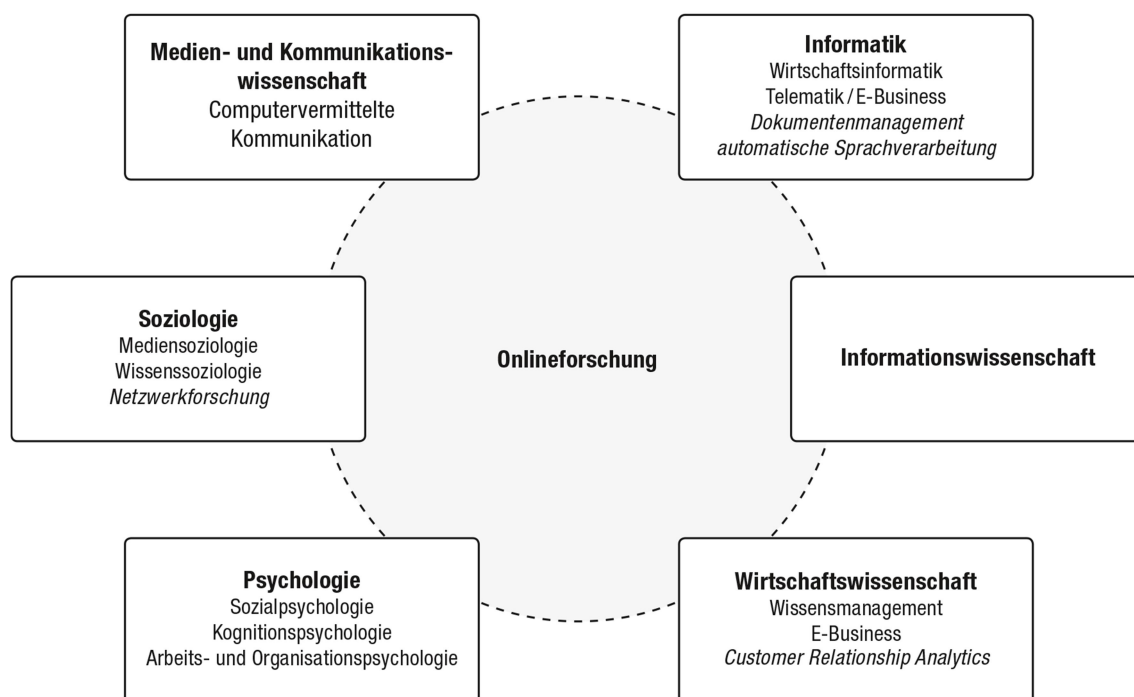 Medien- und Kommunikations-
wissenschaft
Computervermittelte
Kommunikation
Informatik
Wirtschaftsinformatik
Telematik / E-Business
Dokumentenmanagement
automatische Sprachverarbeitung
Soziologie
Mediensoziologie
Wissenssoziologie
Netzwerkforschung
Onlineforschung
Informationswissenschaft
Psychologie
Sozialpsychologie
Kognitionspsychologie
Arbeits- und Organisationspsychologie
Wirtschaftswissenschaft
Wissensmanagement
E-Business
Customer Relationship Analytics